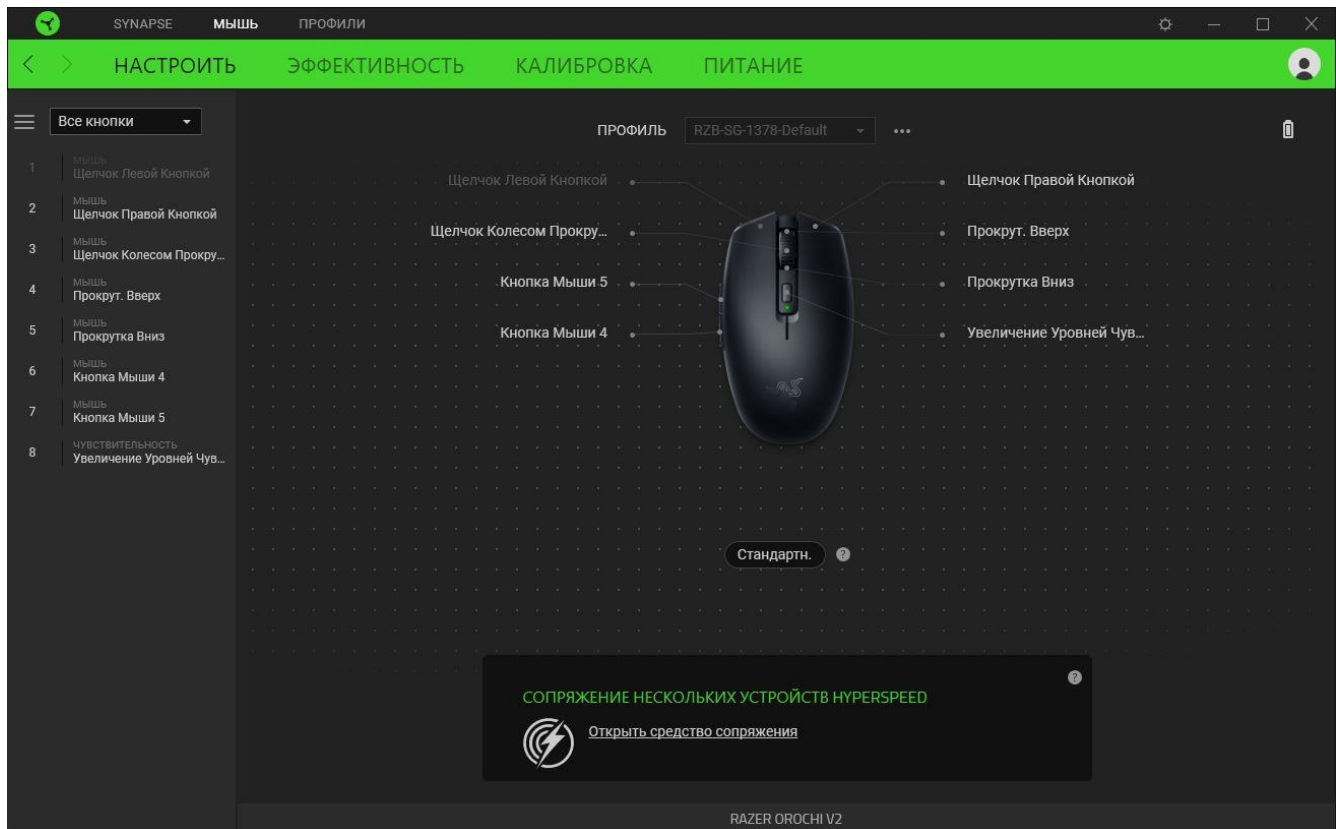 SYNAPSE МЫШЬ ПРОФИЛИ
НАСТРОИТЬ ЭФФЕКТИВНОСТЬ КАЛИБРОВКА ПИТАНИЕ
Все кнопки
ПРОФИЛЬ RZB-SG-1378-Default
1 МЫШЬ
Щелчок Левой Кнопкой
2 МЫШЬ
Щелчок Правой Кнопкой
3 МЫШЬ
Щелчок Колесом Прокру...
4 МЫШЬ
Прокрут. Вверх
5 МЫШЬ
Прокрутка Вниз
6 МЫШЬ
Кнопка Мыши 4
7 МЫШЬ
Кнопка Мыши 5
8 ЧУВСТВИТЕЛЬНОСТЬ
Увеличение Уровней Чув...
Щелчок Левой Кнопкой
Щелчок Колесом Прокру...
Кнопка Мыши 5
Кнопка Мыши 4
Щелчок Правой Кнопкой
Прокрут. Вверх
Прокрутка Вниз
Увеличение Уровней Чув...
Стандартн. ?
?
СОПРЯЖЕНИЕ НЕСКОЛЬКИХ УСТРОЙСТВ HYPERSPEED
Открыть средство сопряжения
RAZER OROCHI V2